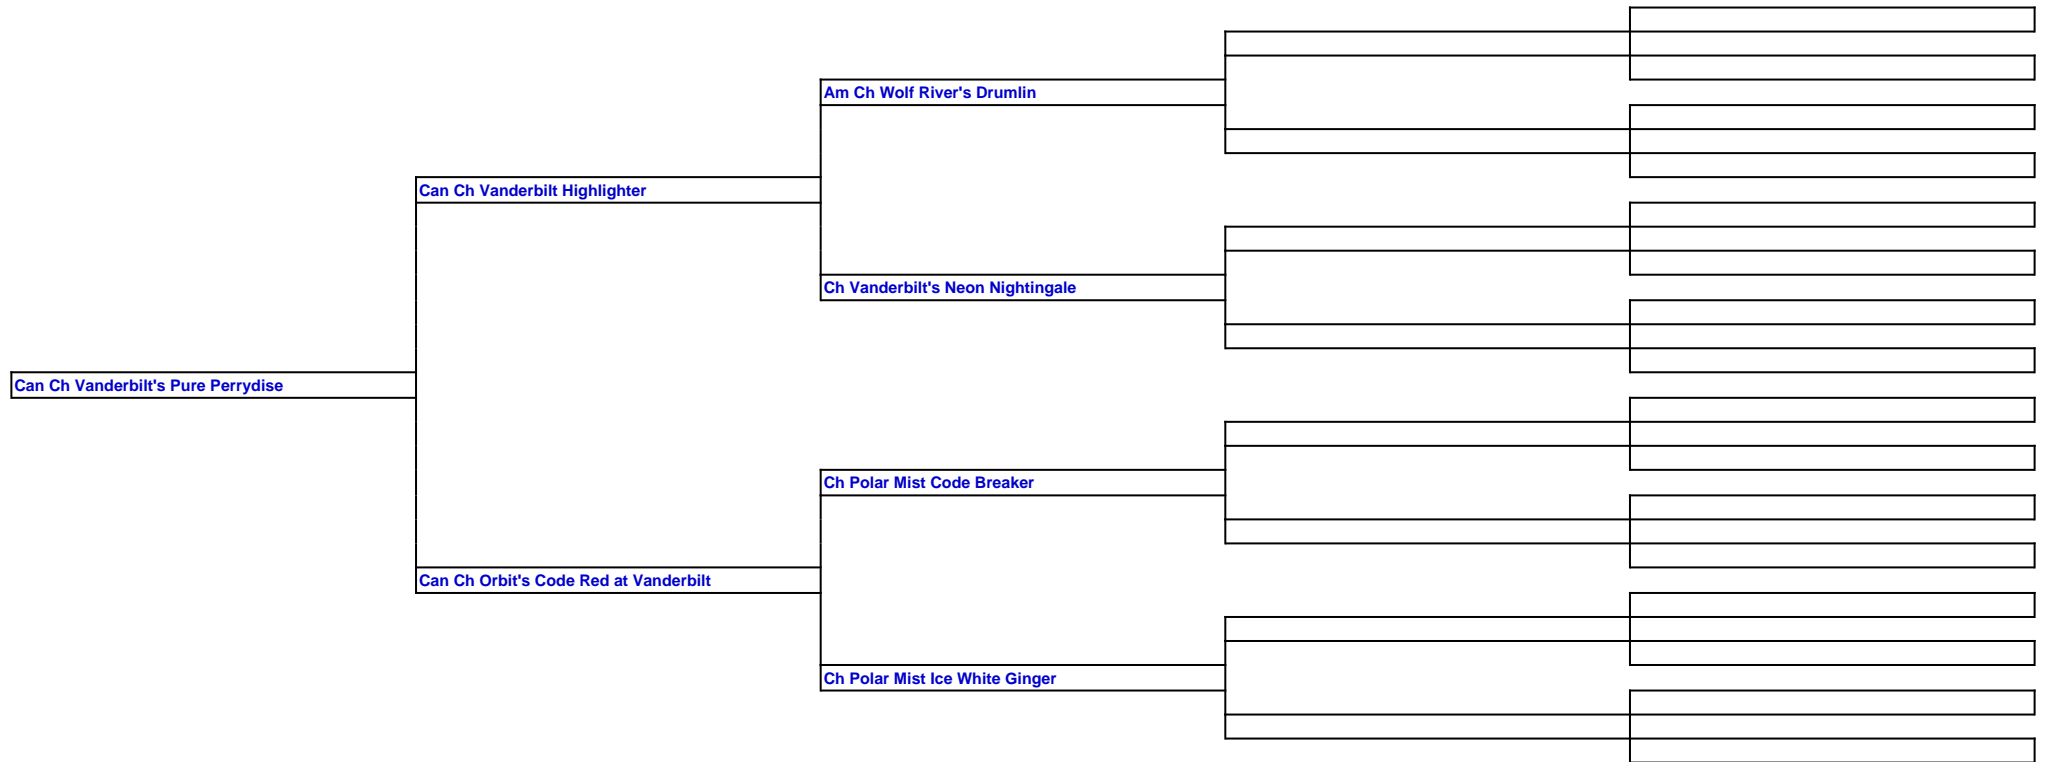 Am Ch Wolf River's Drumlin
Can Ch Vanderbilt Highlighter
Ch Vanderbilt's Neon Nightingale
Can Ch Vanderbilt's Pure Perrydise
Ch Polar Mist Code Breaker
Can Ch Orbit's Code Red at Vanderbilt
Ch Polar Mist Ice White Ginger